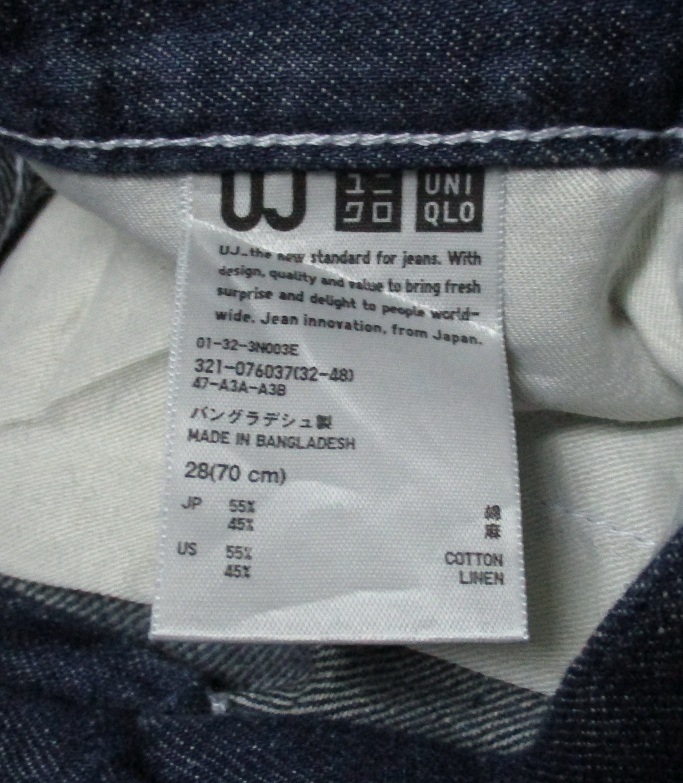 UJ
ユニ
クロ
UNI
QLO
UJ...the new standard for jeans. With
design, quality and value to bring fresh
surprise and delight to people world-
wide. Jean innovation, from Japan.
01-32-3N003E
321-076037(32-48)
47-A3A-A3B
バングラデシュ製
MADE IN BANGLADESH
28(70 cm)
JP 55% 綿
45% 麻
US 55% COTTON
45% LINEN